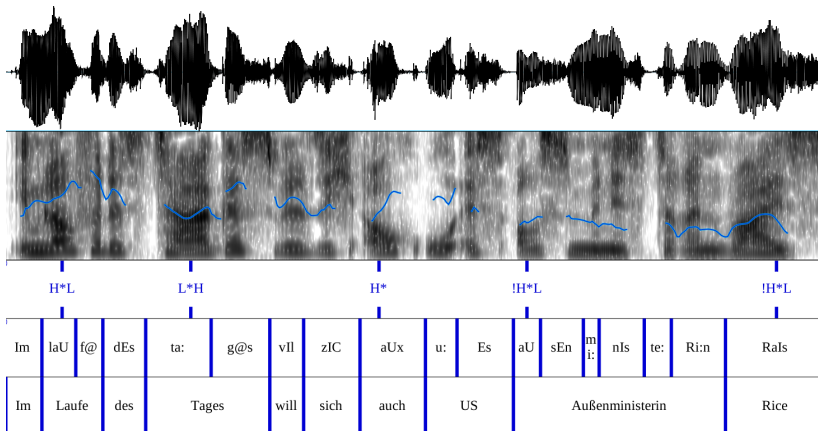 H*L L*H H* !H*L !H*L
Im laU f@ dEs ta: g@s vIl zIC aUx u: Es aU sEn mi: nIs te: Ri:n RaIs
Im Laufe des Tages will sich auch US Außenministerin Rice